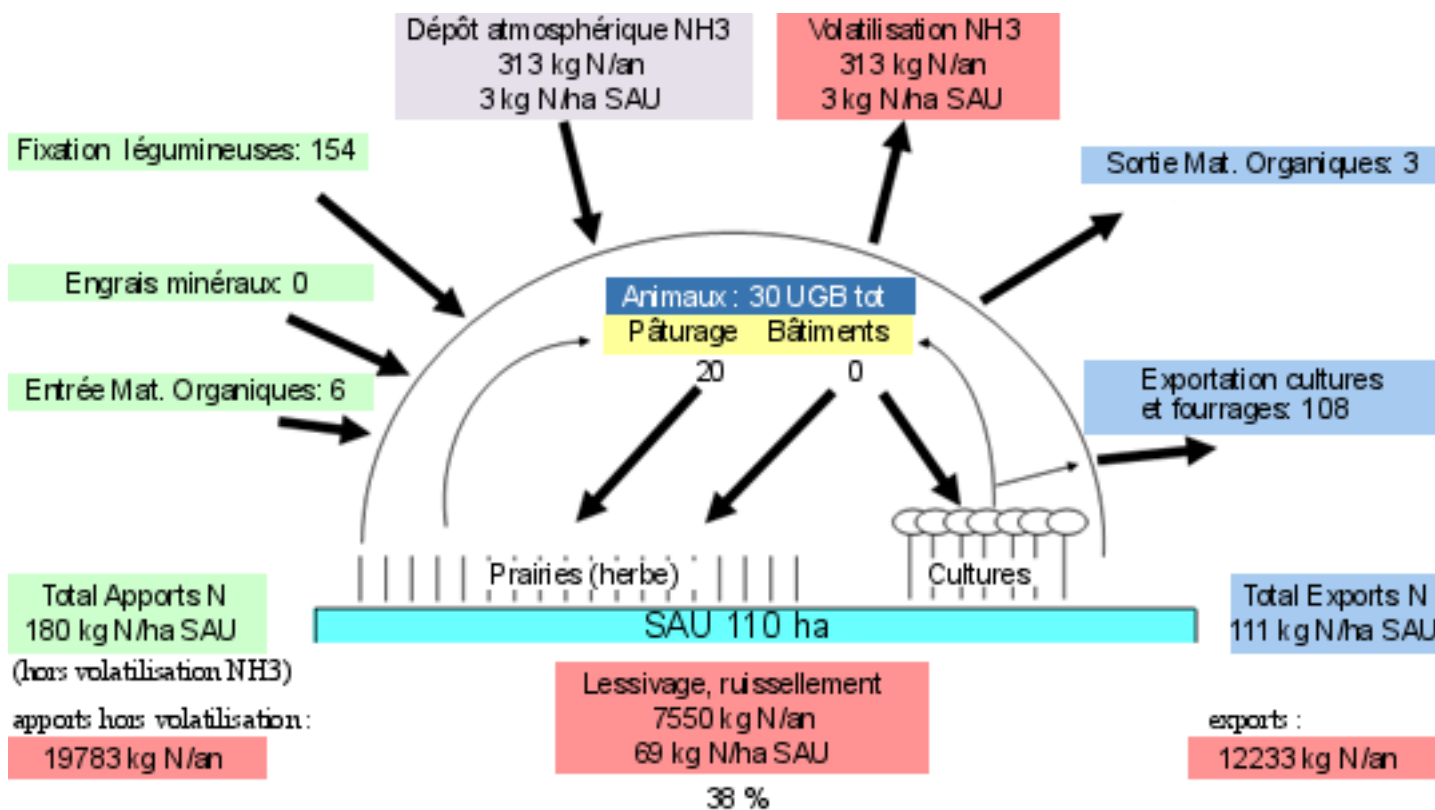 Dépôt atmosphérique NH3
313 kg N/an
3 kg N/ha SAU
Volatilisation NH3
313 kg N/an
3 kg N/ha SAU
Fixation légumineuses: 154
Sortie Mat. Organiques: 3
Engrais minéraux: 0
Animaux : 30 UGB tot
Pâturage Bâtiments
20 0
Entrée Mat. Organiques: 6
Exportation cultures
et fourrages: 108
Prairies (herbe)
Cultures
Total Apports N
180 kg N/ha SAU
(hors volatilisation NH3)
SAU 110 ha
Total Exports N
111 kg N/ha SAU
Lessivage, ruissellement
7550 kg N/an
69 kg N/ha SAU
38 %
apports hors volatilisation :
19783 kg N/an
exports :
12233 kg N/an